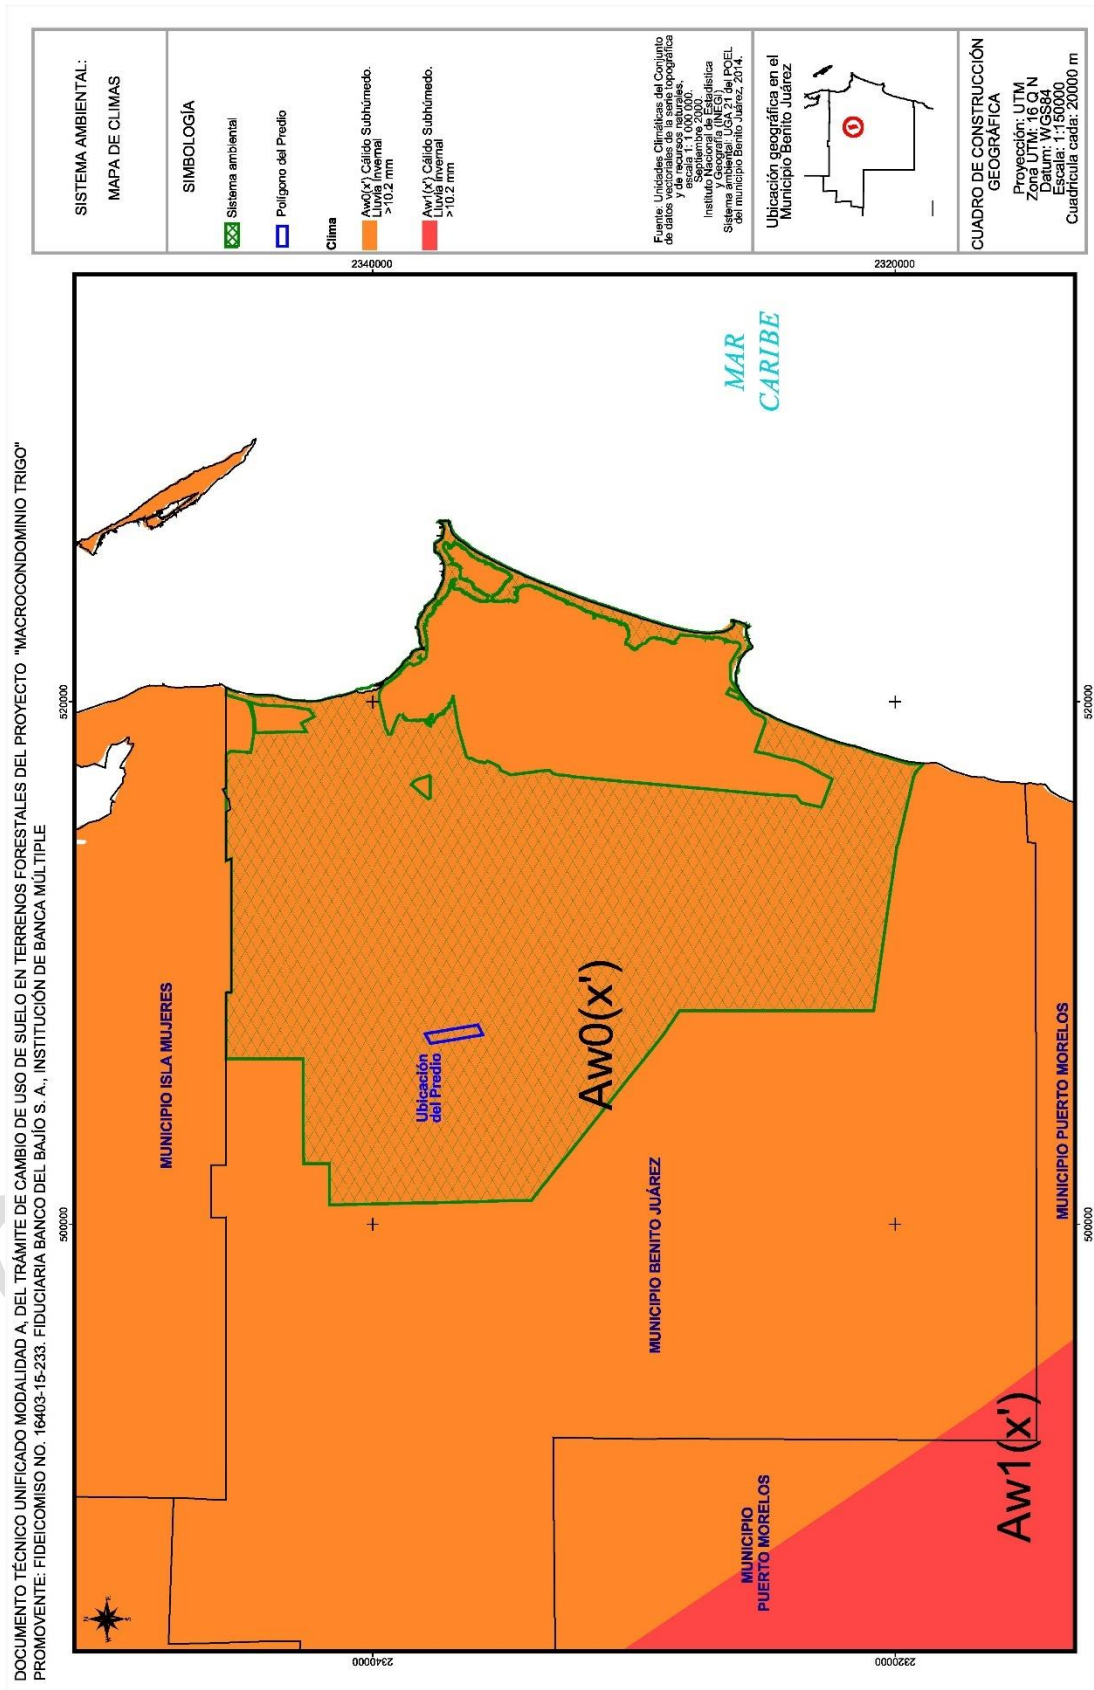 DOCUMENTO TÉCNICO UNIFICADO MODALIDAD A, DEL TRÁMITE DE CAMBIO DE USO DE SUELO EN TERRENOS FORESTALES DEL PROYECTO "MACROCONDOMINIO TRIGO"
PROMOVENTE: FIDEICOMISO NO. 16403-15-233. FIDUCIARIA BANCO DEL BAJÍO S. A., INSTITUCIÓN DE BANCA MÚLTIPLE
500000
520000
2340000
2320000
N
W
E
S
MUNICIPIO ISLA MUJERES
Ubicación
del Predio
Aw0(x')
MUNICIPIO BENITO JUÁREZ
MUNICIPIO
PUERTO MORELOS
Aw1(x')
MUNICIPIO PUERTO MORELOS
MAR
CARIBE
2340000
2320000
500000
520000
SISTEMA AMBIENTAL:
MAPA DE CLIMAS
SIMBOLOGÍA
Sistema ambiental
Polígono del Predio
Clima
Aw0(x') Cálido Subhúmedo.
Lluvia Invernal
>10.2 mm
Aw1(x') Cálido Subhúmedo.
Lluvia Invernal
>10.2 mm
Fuente: Unidades Climáticas del Conjunto
de datos vectoriales de la serie topográfica
y de recursos naturales,
escala 1: 1 000 000.
Septiembre 2000.
Instituto Nacional de Estadística
y Geografía (INEGI)
Sistema ambiental: UGA 21 del POEL
del municipio Benito Juárez, 2014.
Ubicación geográfica en el
Municipio Benito Juárez
CUADRO DE CONSTRUCCIÓN
GEOGRÁFICA
Proyección: UTM
Zona UTM: 16 Q N
Datum: WGS84
Escala: 1:150000
Cuadrícula cada: 20000 m